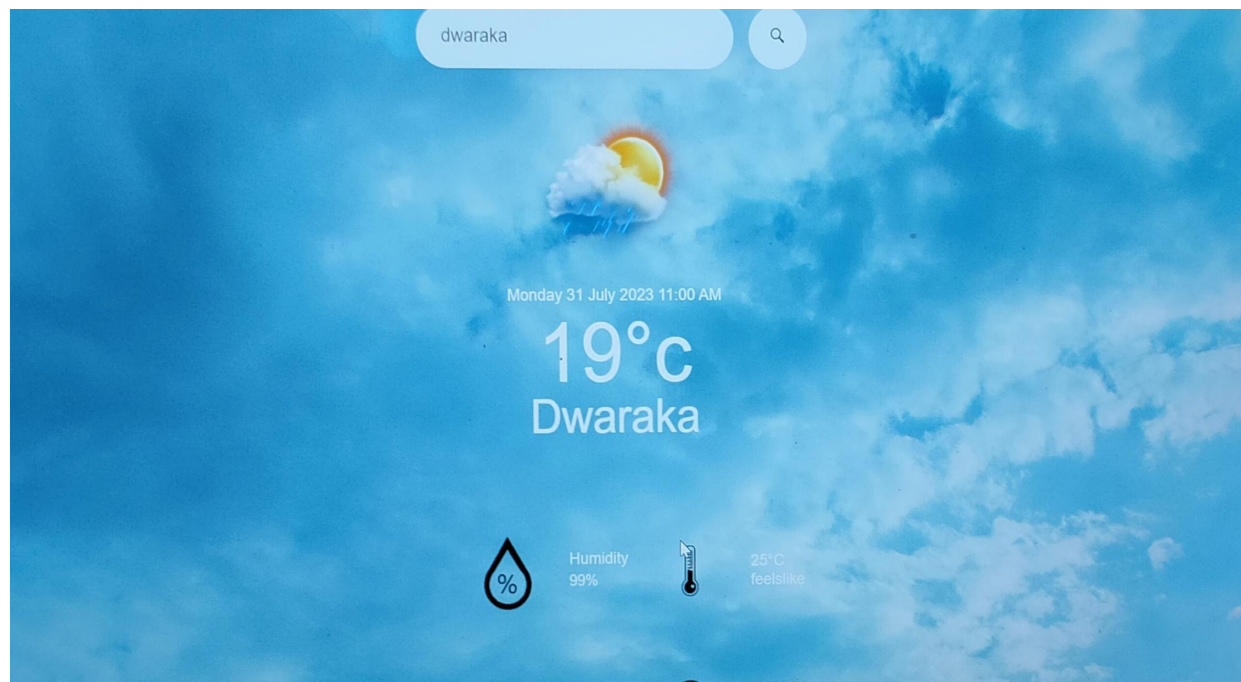 dwaraka
Monday 31 July 2023 11:00 AM
19°c
Dwaraka
%
Humidity
99%
25°C
feelslike